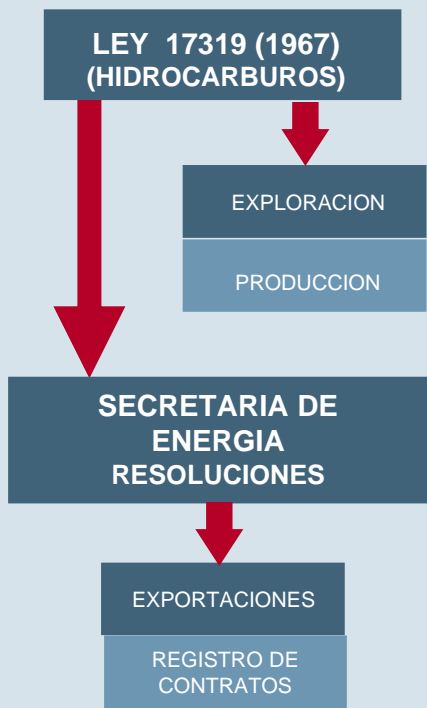 LEY 17319 (1967)
(HIDROCARBUROS)
EXPLORACION
PRODUCCION
SECRETARIA DE
ENERGIA
RESOLUCIONES
EXPORTACIONES
REGISTRO DE
CONTRATOS